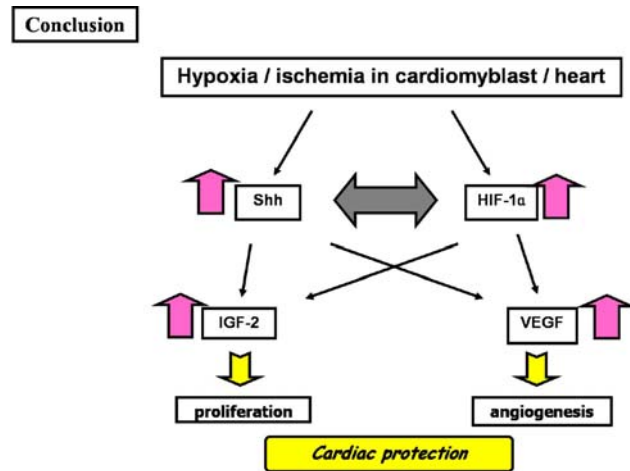 Conclusion
Hypoxia / ischemia in cardiomyblast / heart
Shh
HIF-1α
IGF-2
VEGF
proliferation
angiogenesis
Cardiac protection